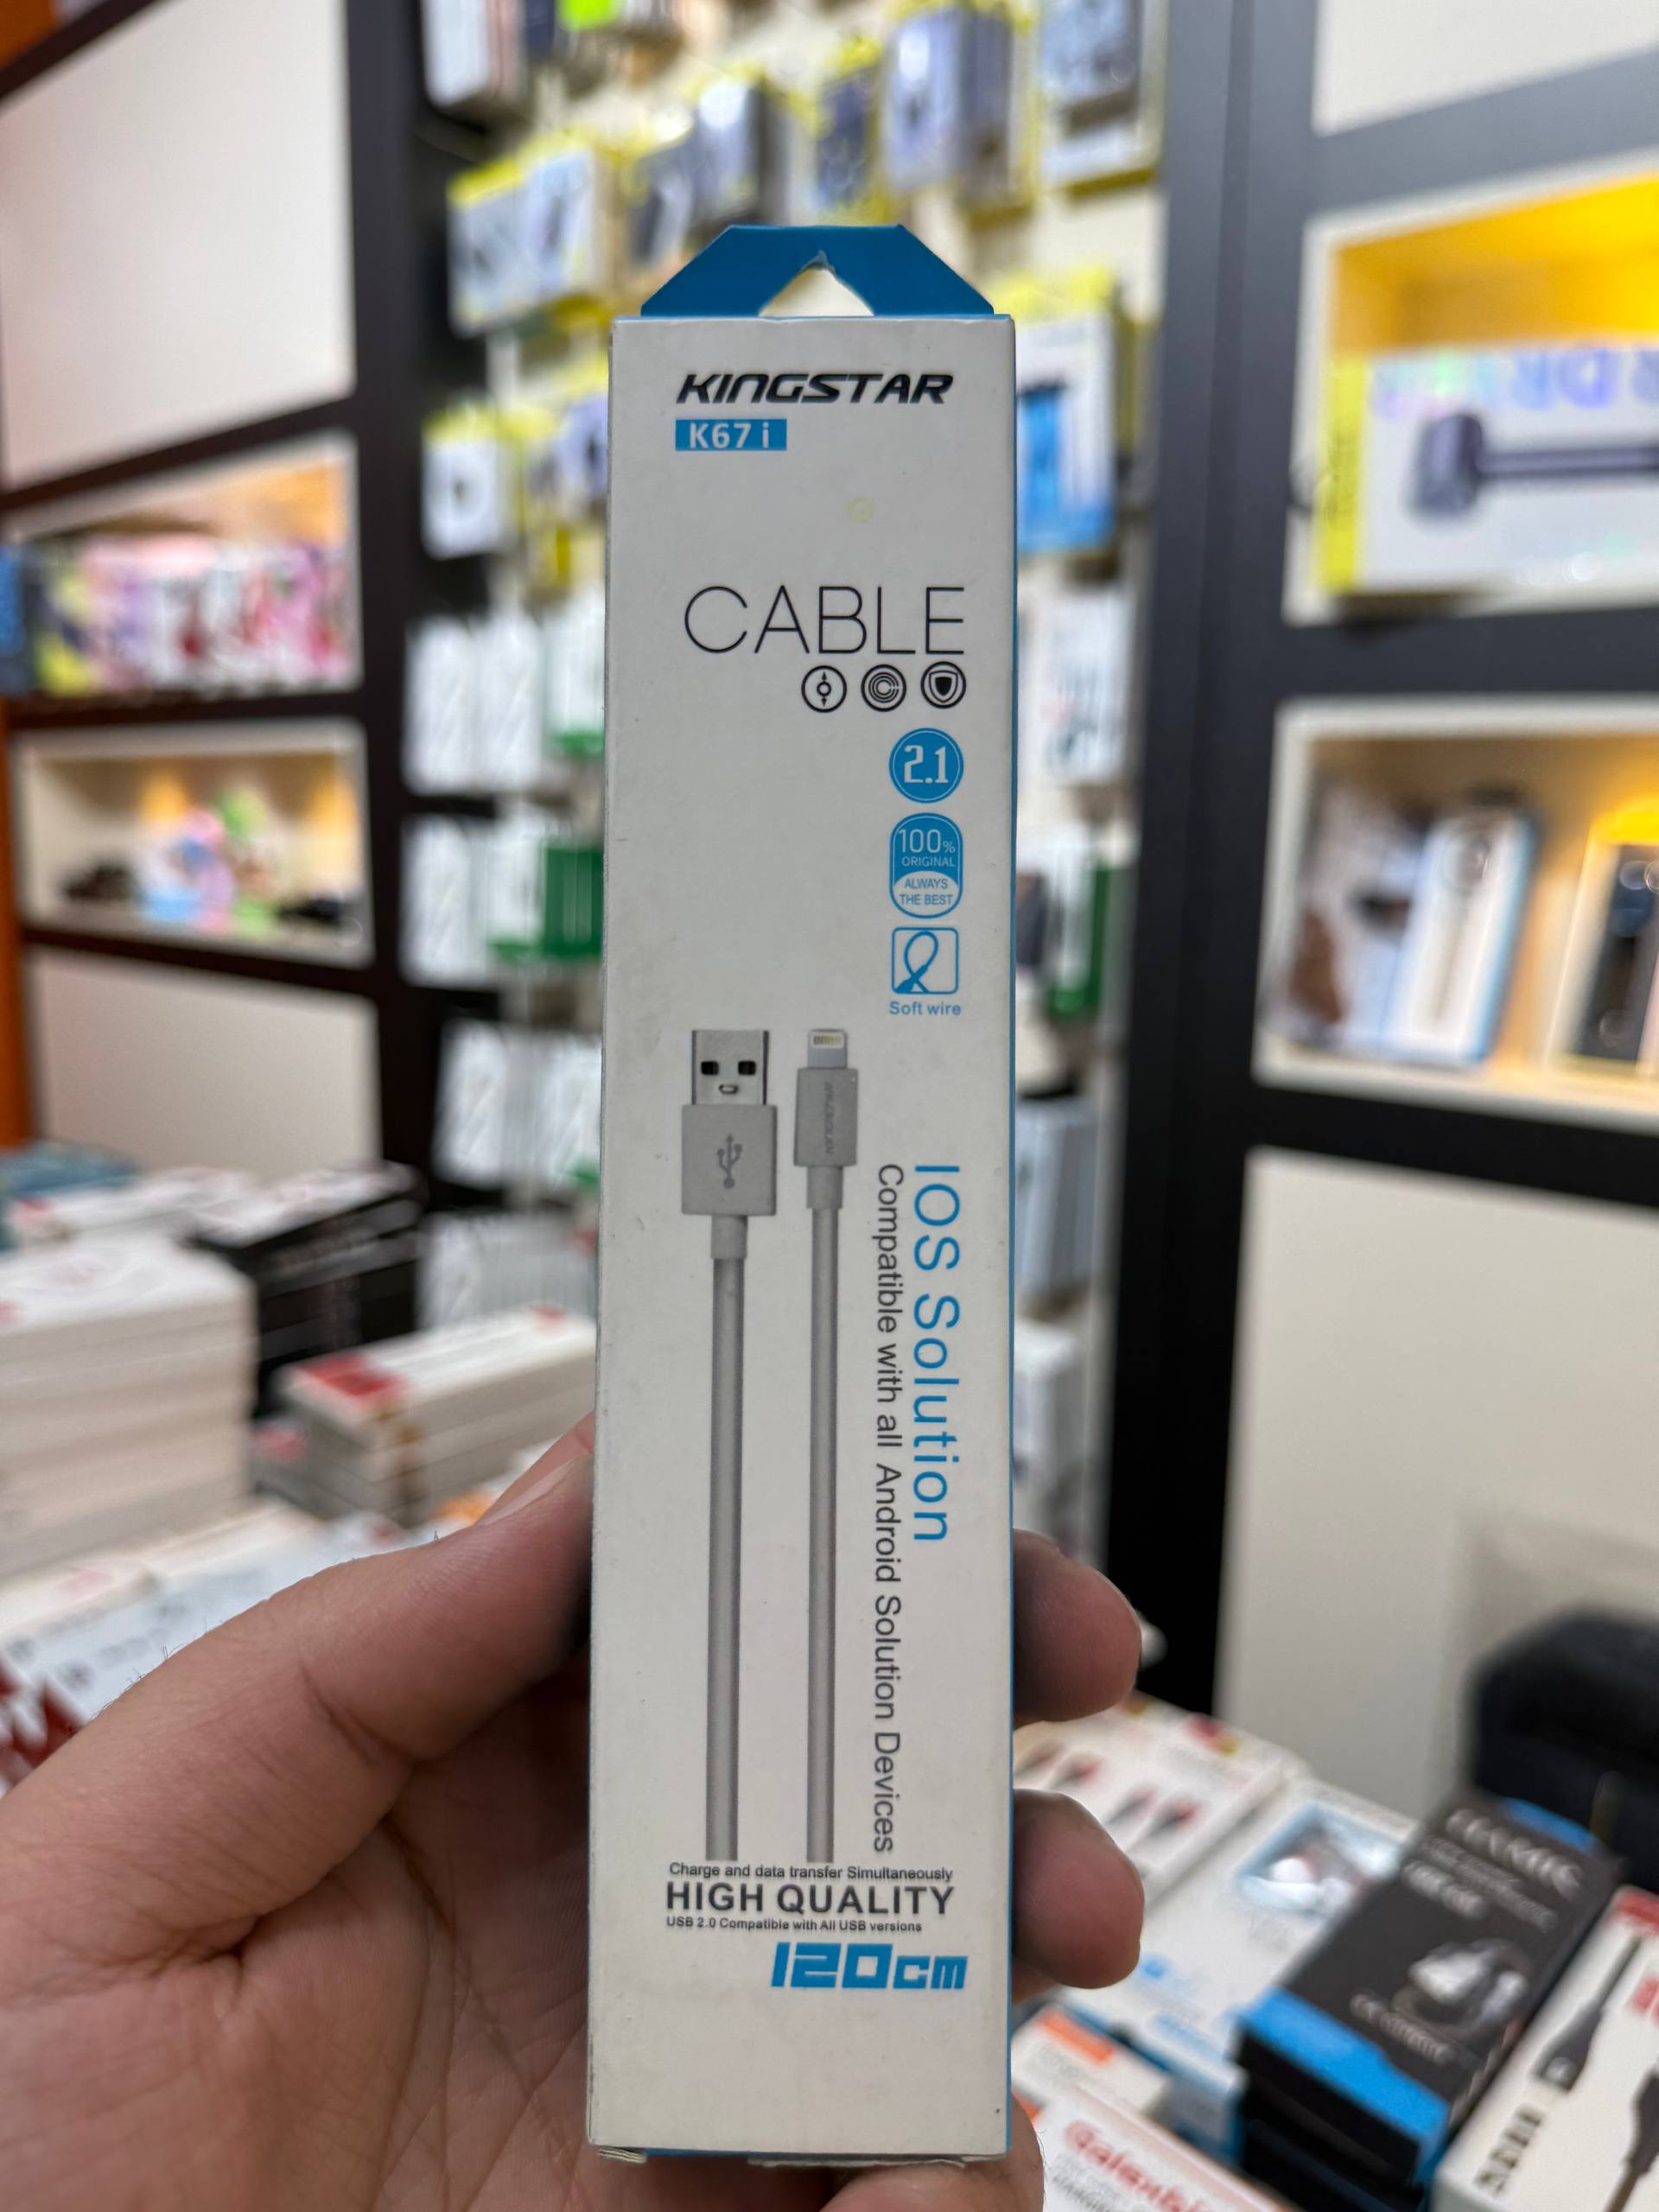 KINGSTAR
K67 i
CABLE
2.1
100%
ORIGINAL
ALWAYS
THE BEST
Soft wire
IOS Solution
Compatible with all Android Solution Devices
Charge and data transfer Simultaneously
HIGH QUALITY
USB 2.0 Compatible with All USB versions
120cm